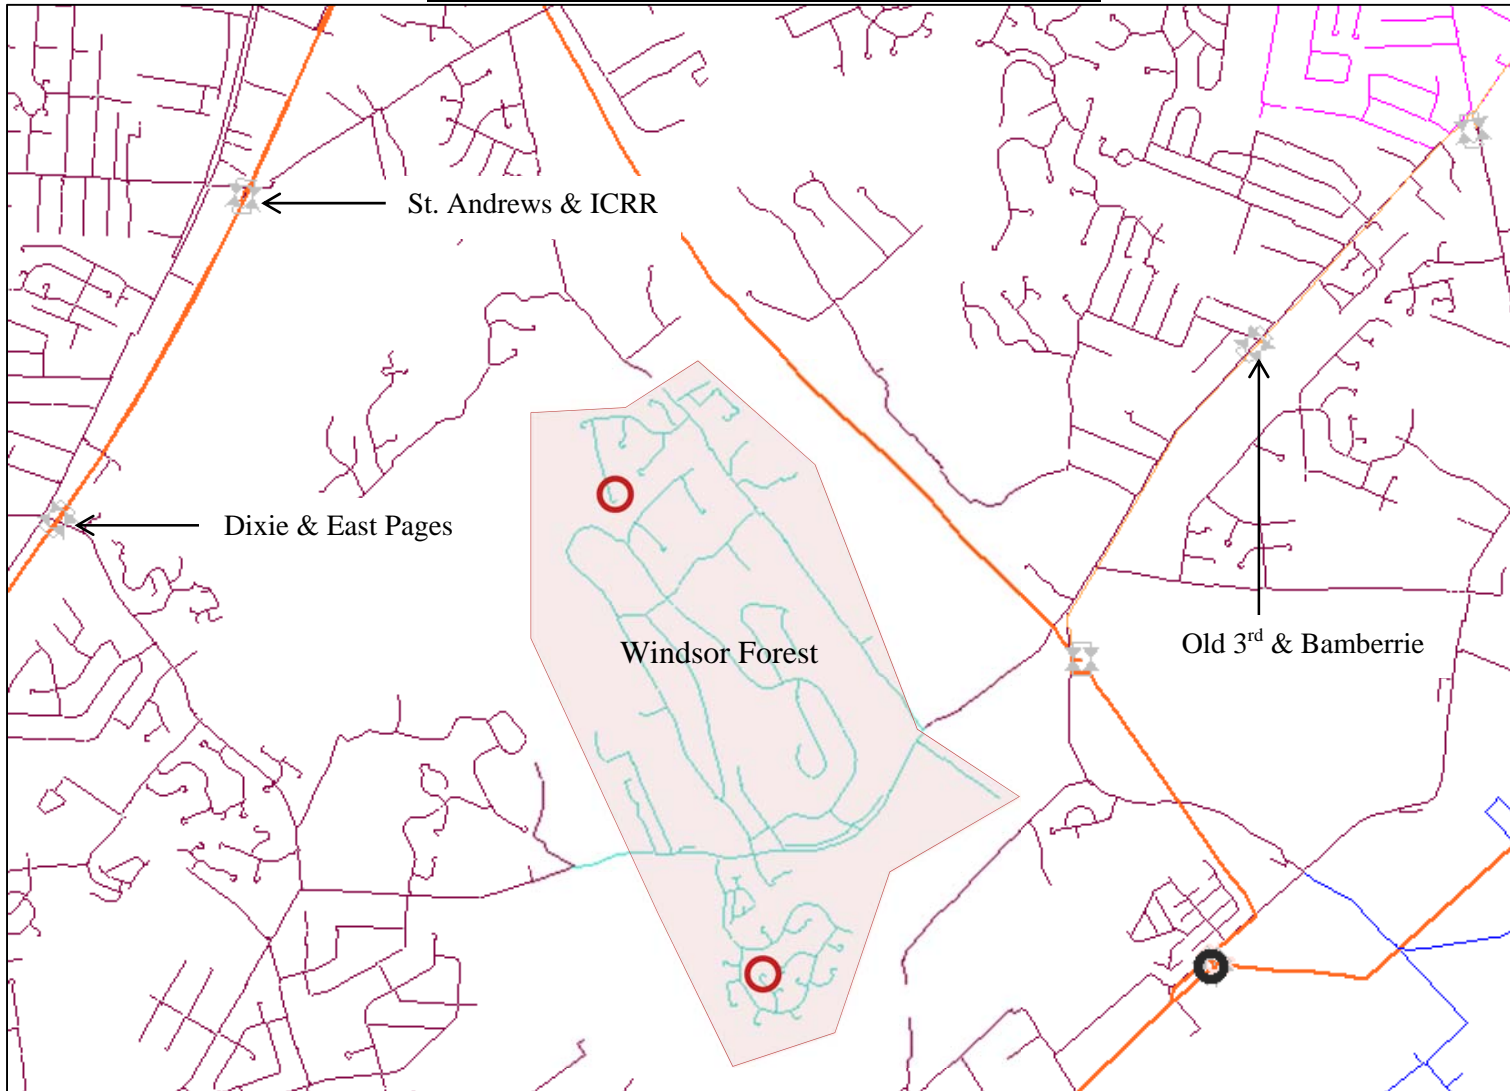 St. Andrews & ICRR
Dixie & East Pages
Windsor Forest
Old 3rd & Bamberrie